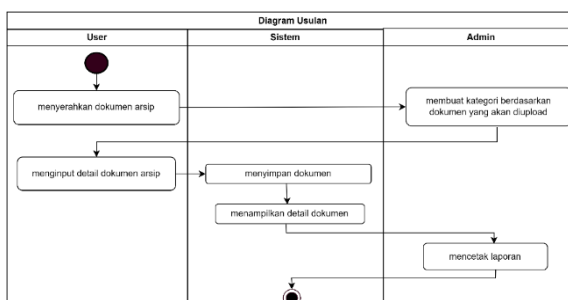 Diagram Usulan
User
Sistem
Admin
menyerahkan dokumen arsip
membuat kategori berdasarkan
dokumen yang akan diupload
menginput detail dokumen arsip
menyimpan dokumen
menampilkan detail dokumen
mencetak laporan